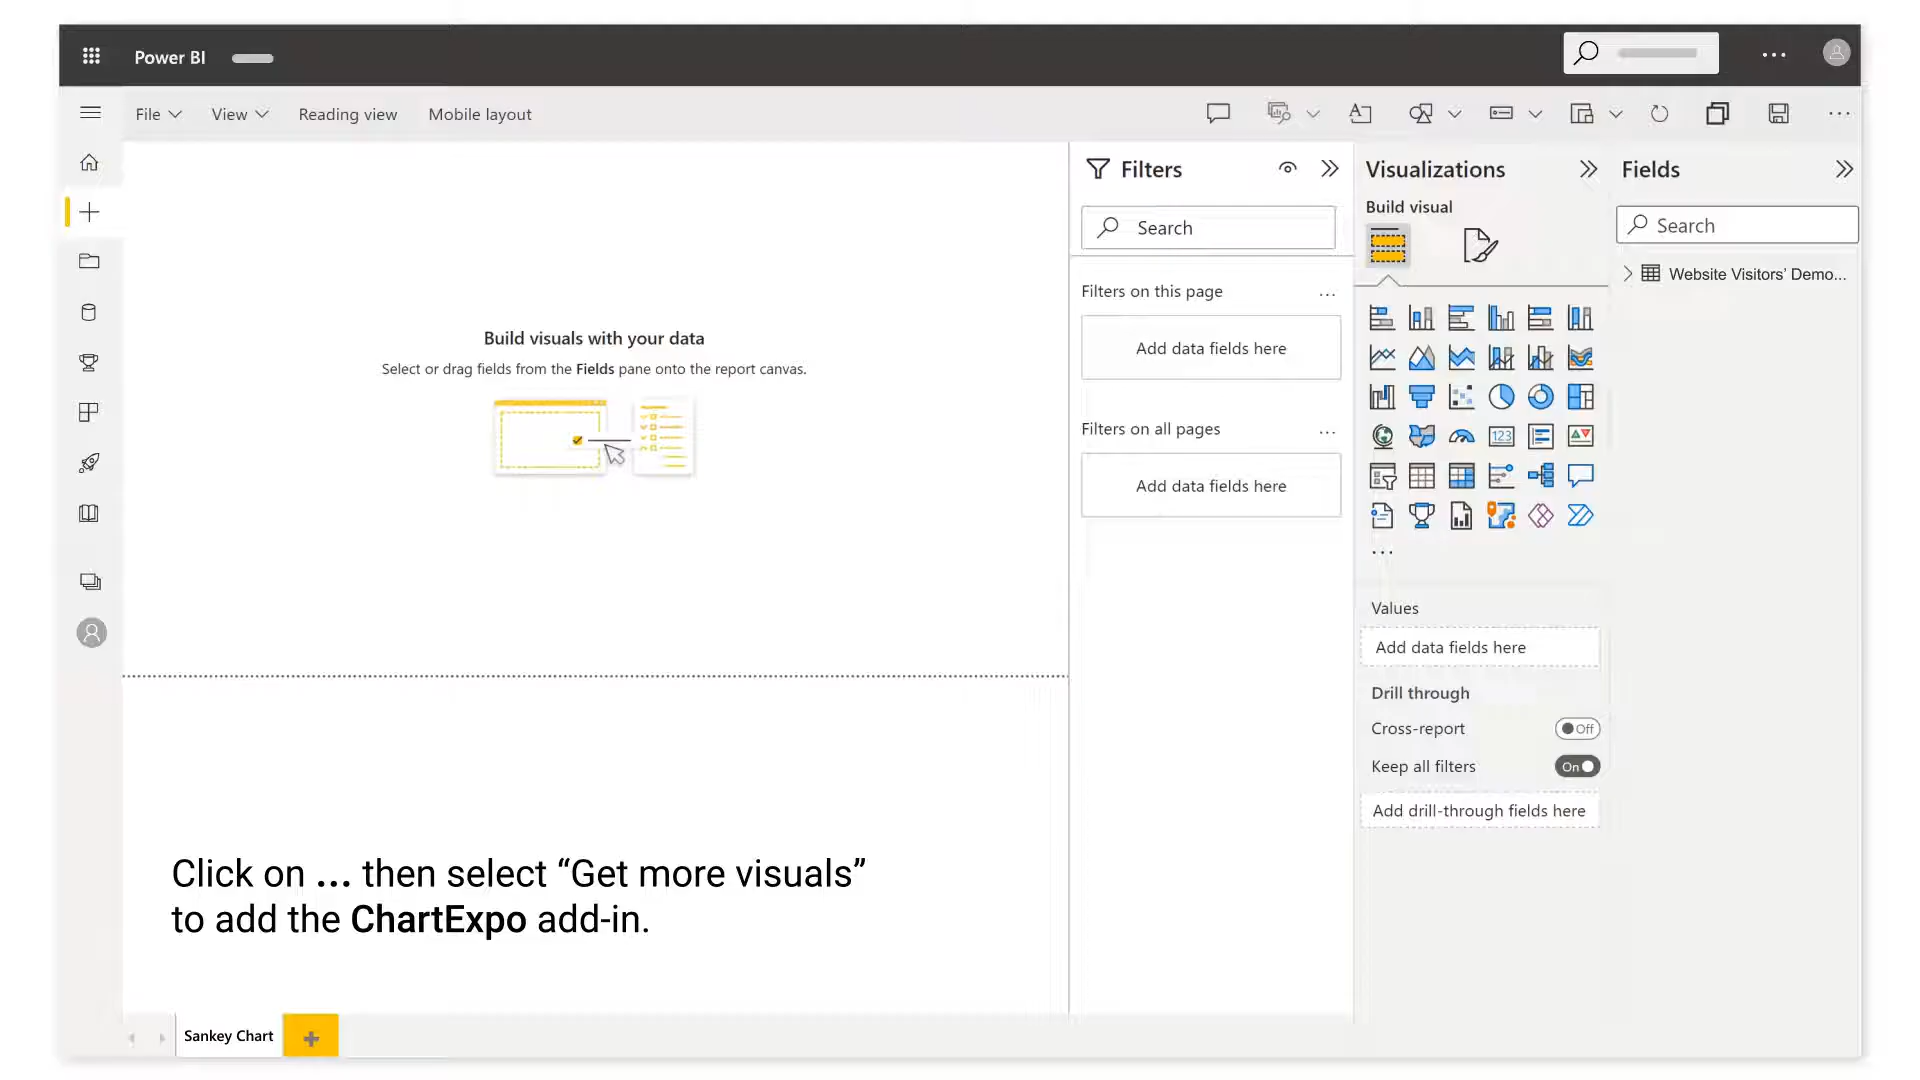 Power BI
File
View
Reading view
Mobile layout
Filters
Search
Filters on this page
...
Add data fields here
Filters on all pages
...
Add data fields here
Visualizations
Build visual
123
...
Values
Add data fields here
Drill through
Cross-report
Off
Keep all filters
On
Add drill-through fields here
Fields
Search
Website Visitors’ Demo...
Build visuals with your data
Select or drag fields from the Fields pane onto the report canvas.
Click on ... then select “Get more visuals”
to add the ChartExpo add-in.
Sankey Chart